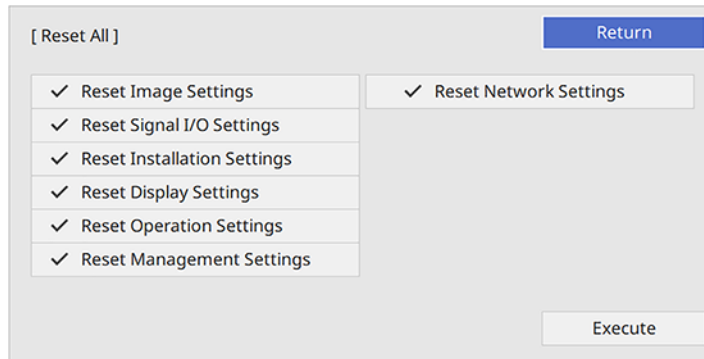 [ Reset All ]
Return
Reset Image Settings
Reset Signal I/O Settings
Reset Installation Settings
Reset Display Settings
Reset Operation Settings
Reset Management Settings
Reset Network Settings
Execute